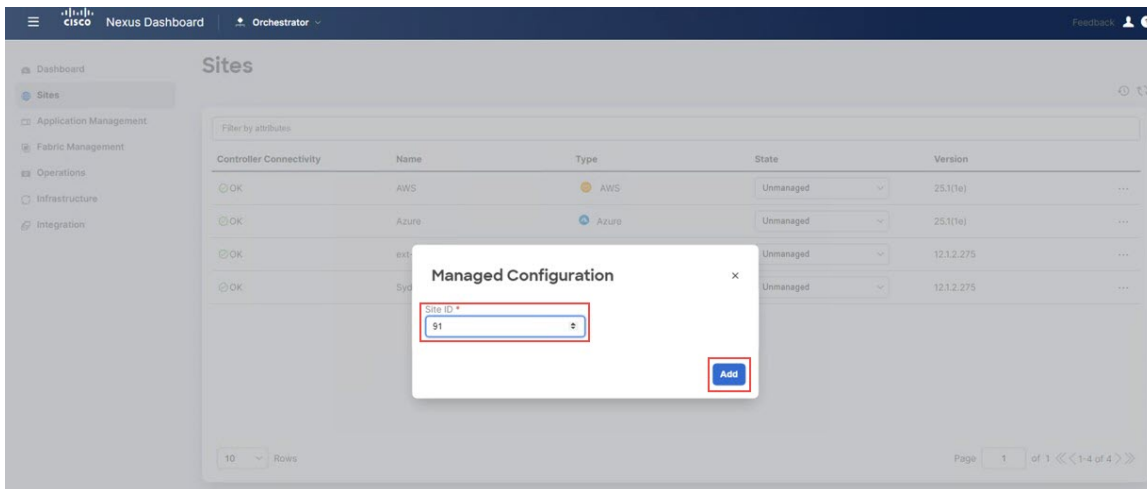 cisco Nexus Dashboard Orchestrator Feedback
Dashboard
Sites
Application Management
Fabric Management
Operations
Infrastructure
Integration
Sites
Filter by attributes
Controller Connectivity Name Type State Version
OK AWS AWS Unmanaged 25.1(1e) ...
OK Azure Azure Unmanaged 25.1(1e) ...
OK ext- Unmanaged 12.1.2.275 ...
OK Syd Unmanaged 12.1.2.275 ...
Managed Configuration ×
Site ID *
91
Add
10 Rows Page 1 of 1 1-4 of 4